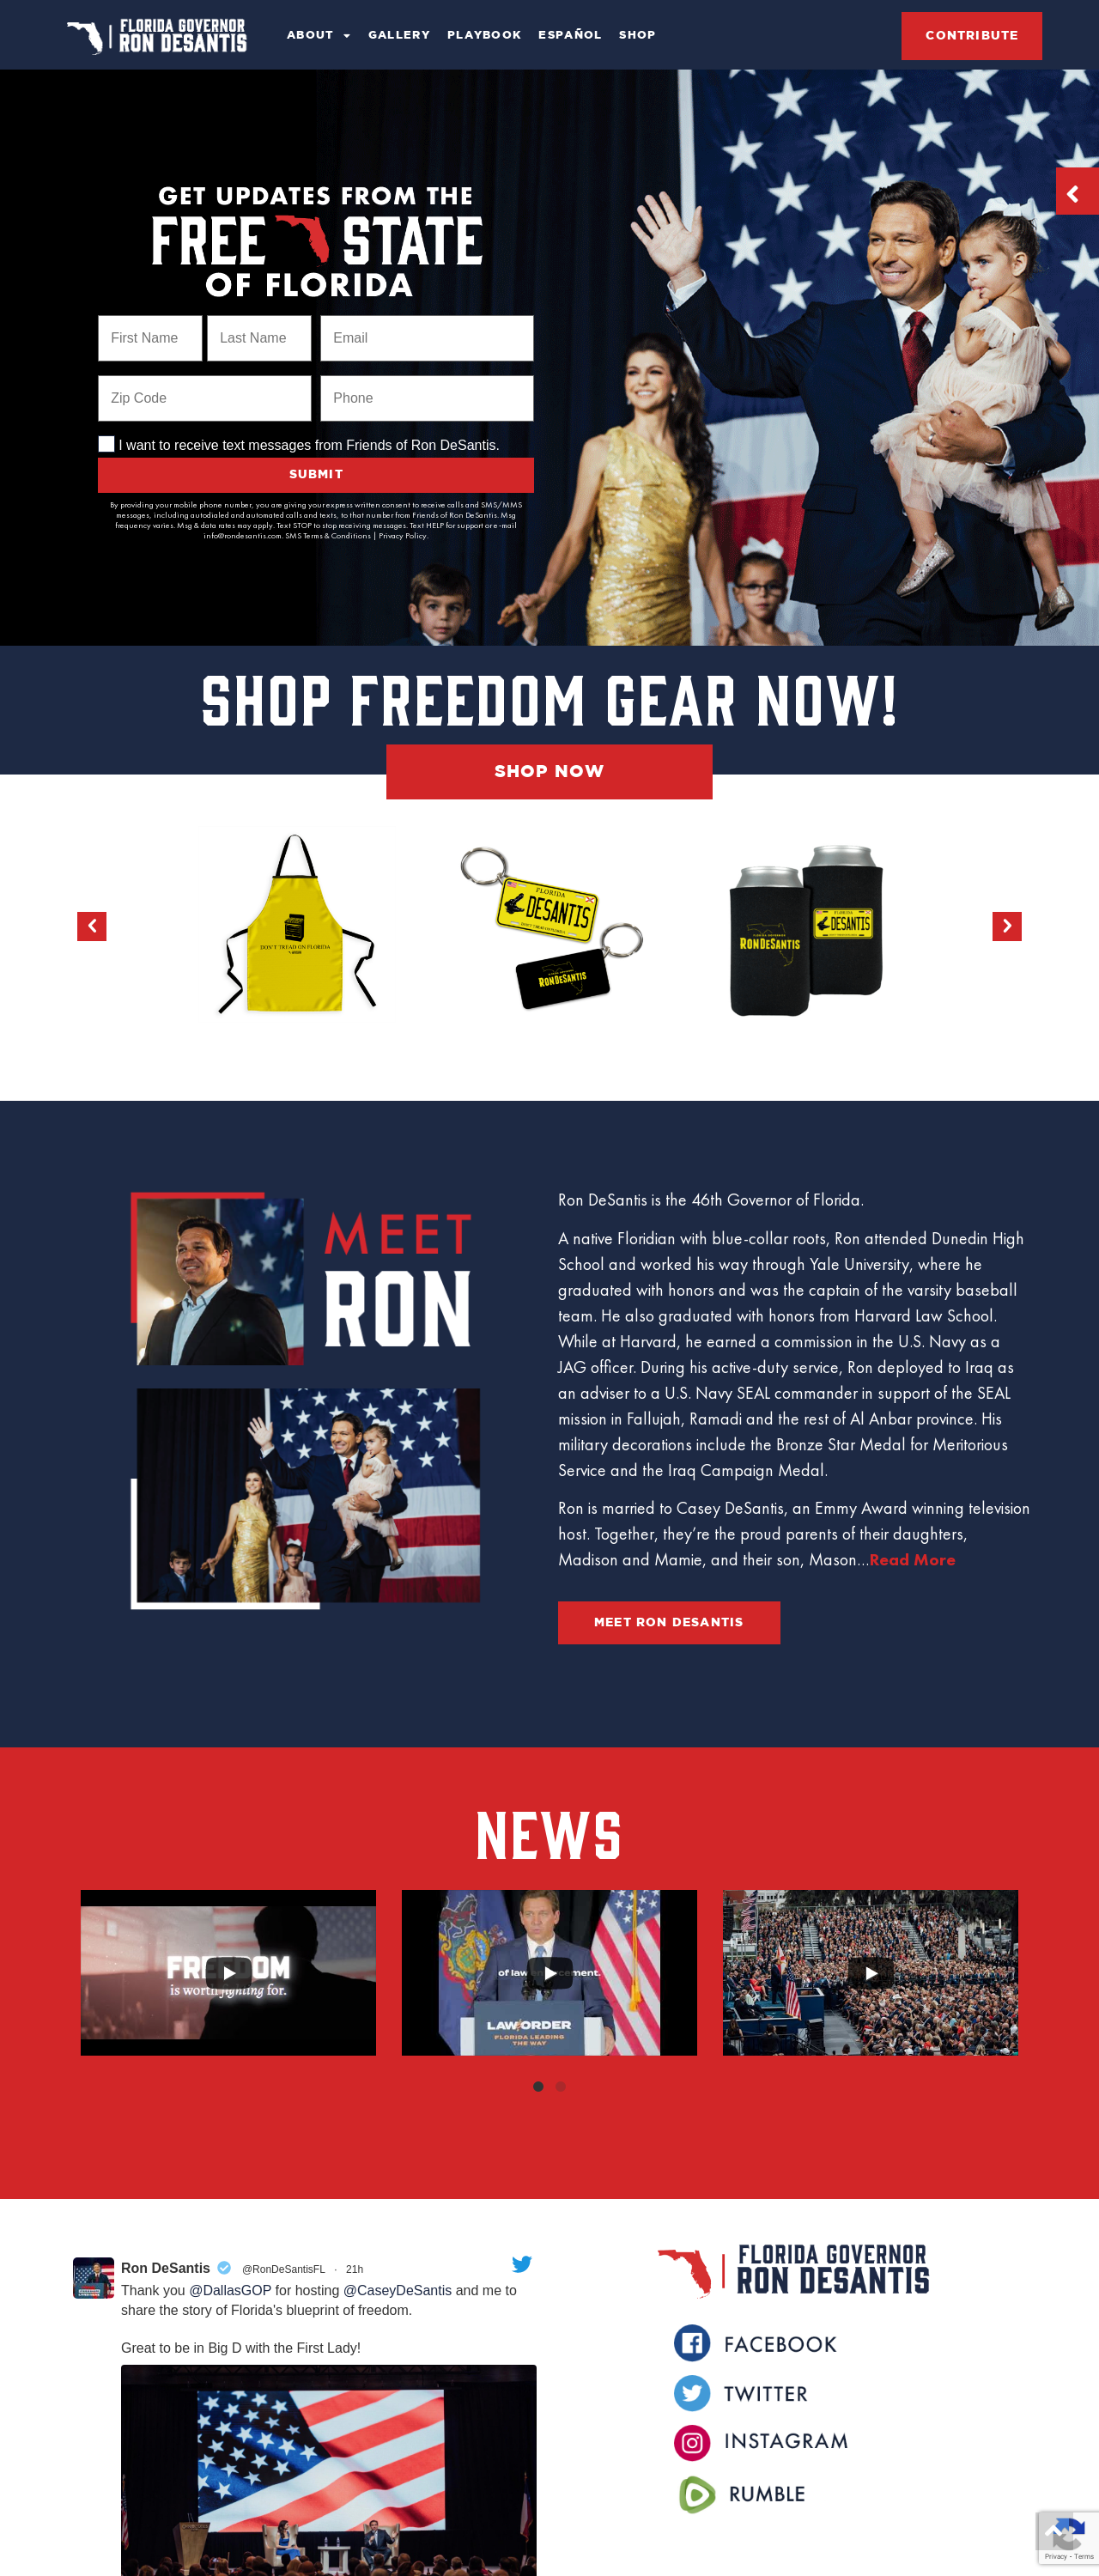 FLORIDA GOVERNOR
RON DESANTIS
ABOUT
GALLERY
PLAYBOOK
ESPAÑOL
SHOP
CONTRIBUTE
GET UPDATES FROM THE
FREE STATE
OF FLORIDA
First Name
Last Name
Email
Zip Code
Phone
I want to receive text messages from Friends of Ron DeSantis.
SUBMIT
By providing your mobile phone number, you are giving your express written consent to receive calls and SMS/MMS
messages, including autodialed and automated calls and texts, to that number from Friends of Ron DeSantis. Msg
frequency varies. Msg & data rates may apply. Text STOP to stop receiving messages. Text HELP for support or e-mail
info@rondesantis.com. SMS Terms & Conditions | Privacy Policy.
SHOP FREEDOM GEAR NOW!
SHOP NOW
DON'T TREAD ON FLORIDA
FLORIDA
DESANTIS
RON DESANTIS
FLORIDA
DESANTIS
FLORIDA GOVERNOR
RON DESANTIS
MEET
RON
Ron DeSantis is the 46th Governor of Florida.
A native Floridian with blue-collar roots, Ron attended Dunedin High
School and worked his way through Yale University, where he
graduated with honors and was the captain of the varsity baseball
team. He also graduated with honors from Harvard Law School.
While at Harvard, he earned a commission in the U.S. Navy as a
JAG officer. During his active-duty service, Ron deployed to Iraq as
an adviser to a U.S. Navy SEAL commander in support of the SEAL
mission in Fallujah, Ramadi and the rest of Al Anbar province. His
military decorations include the Bronze Star Medal for Meritorious
Service and the Iraq Campaign Medal.
Ron is married to Casey DeSantis, an Emmy Award winning television
host. Together, they're the proud parents of their daughters,
Madison and Mamie, and their son, Mason...Read More
MEET RON DESANTIS
NEWS
FREEDOM
is worth fighting for.
of law enforcement.
LAW ORDER
FLORIDA LEADING
THE WAY
Ron DeSantis @RonDeSantisFL · 21h
Thank you @DallasGOP for hosting @CaseyDeSantis and me to
share the story of Florida's blueprint of freedom.
Great to be in Big D with the First Lady!
FLORIDA GOVERNOR
RON DESANTIS
FACEBOOK
TWITTER
INSTAGRAM
RUMBLE
Privacy - Terms